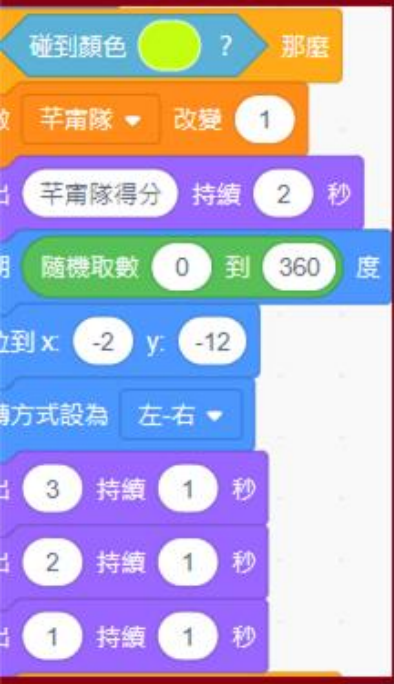 碰到顏色 ? 那麼
芊甯隊 改變 1
芊甯隊得分 持續 2 秒
隨機取數 0 到 360 度
到 x: -2 y: -12
方式設為 左-右
3 持續 1 秒
2 持續 1 秒
1 持續 1 秒